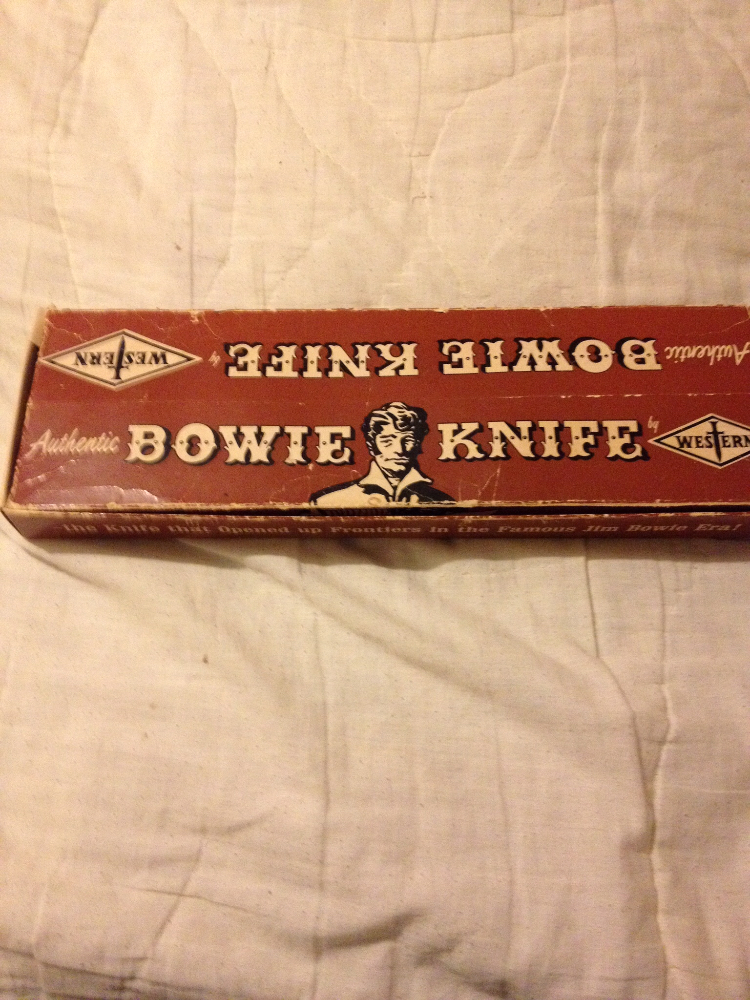 Authentic BOWIE KNIFE by WESTERN
Authentic BOWIE KNIFE by WESTERN
the Knife that Opened up Frontiers in the Famous Jim Bowie Era!